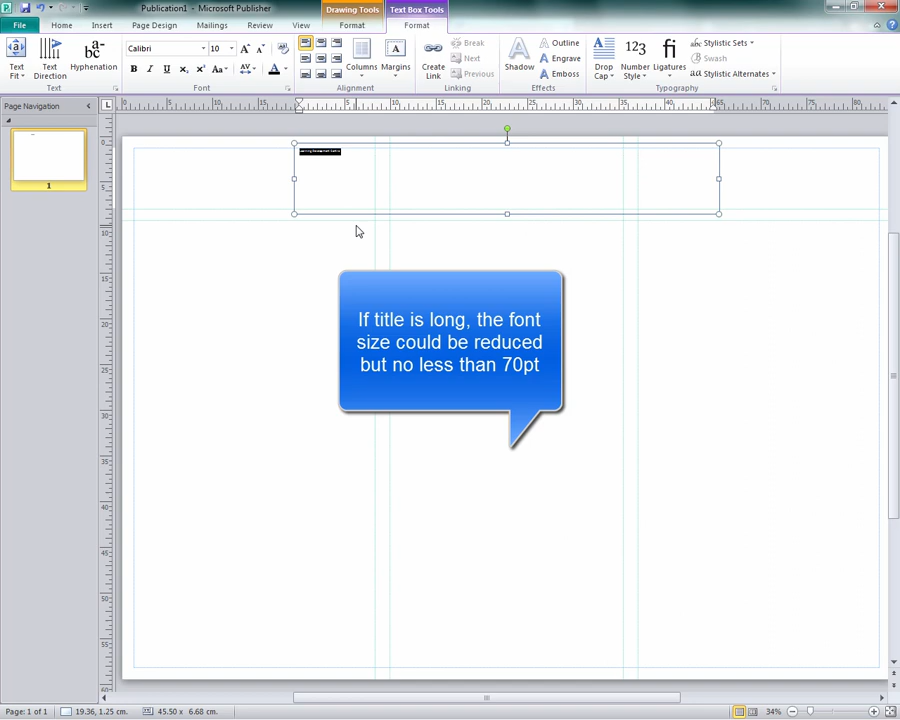 Publication1 - Microsoft Publisher
Drawing Tools
Text Box Tools
File
Home
Insert
Page Design
Mailings
Review
View
Format
Format
Text Fit
Text Direction
Hyphenation
Text
Calibri
10
B I U
Aa
AV
A
Font
Columns
Margins
Alignment
Create Link
Break
Next
Previous
Linking
Shadow
Outline
Engrave
Emboss
Effects
Drop Cap
Number Style
Ligatures
Stylistic Sets
Swash
Stylistic Alternates
Typography
Page Navigation
1
If title is long, the font
size could be reduced
but no less than 70pt
Page: 1 of 1
19.36, 1.25 cm.
45.50 x 6.68 cm.
34%